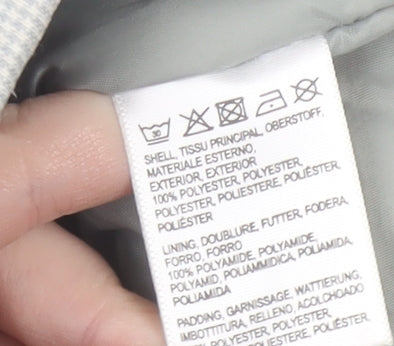 30
SHELL, TISSU PRINCIPAL, OBERSTOFF,
MATERIALE ESTERNO,
EXTERIOR, EXTERIOR
100% POLYESTER, POLYESTER,
POLYESTER, POLIESTERE, POLIÉSTER,
POLIÉSTER
LINING, DOUBLURE, FUTTER, FODERA,
FORRO, FORRO
100% POLYAMIDE, POLYAMIDE,
POLYAMID, POLIAMMIDICA, POLIAMIDA,
POLIAMIDA
PADDING, GARNISSAGE, WATTIERUNG,
IMBOTTITURA, RELLENO, ACOLCHOADO
POLYESTER, POLYESTER,
POLIESTERE, POLIÉSTER,